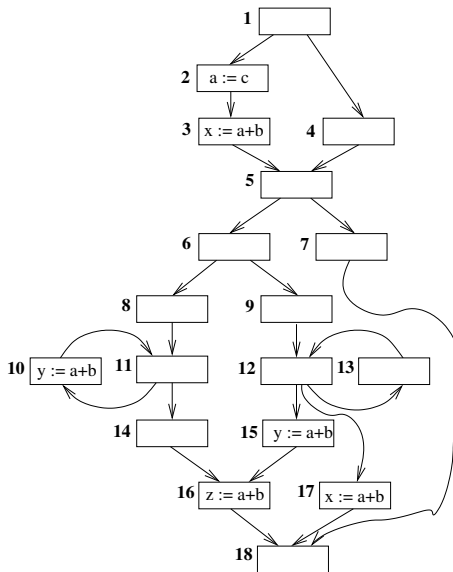 1
2 a := c
3 x := a+b 4
5
6 7
8 9
10 y := a+b 11 12 13
14 15 y := a+b
16 z := a+b 17 x := a+b
18